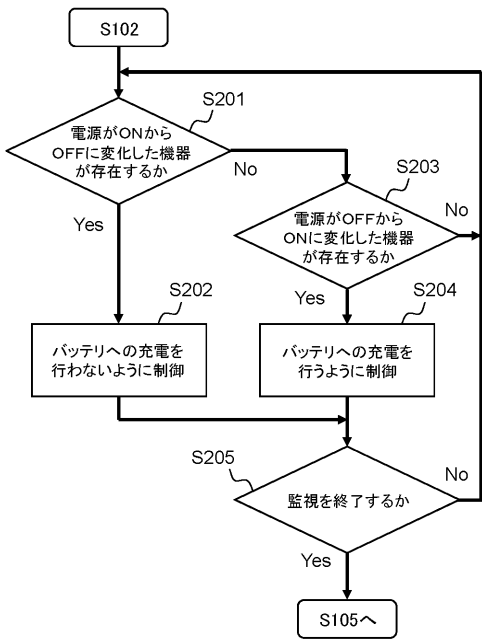 S102
S201
電源がONから
OFFに変化した機器
が存在するか
No
Yes
S203
電源がOFFから
ONに変化した機器
が存在するか
No
Yes
S202
バッテリへの充電を
行わないように制御
S204
バッテリへの充電を
行うように制御
S205
監視を終了するか
No
Yes
S105へ